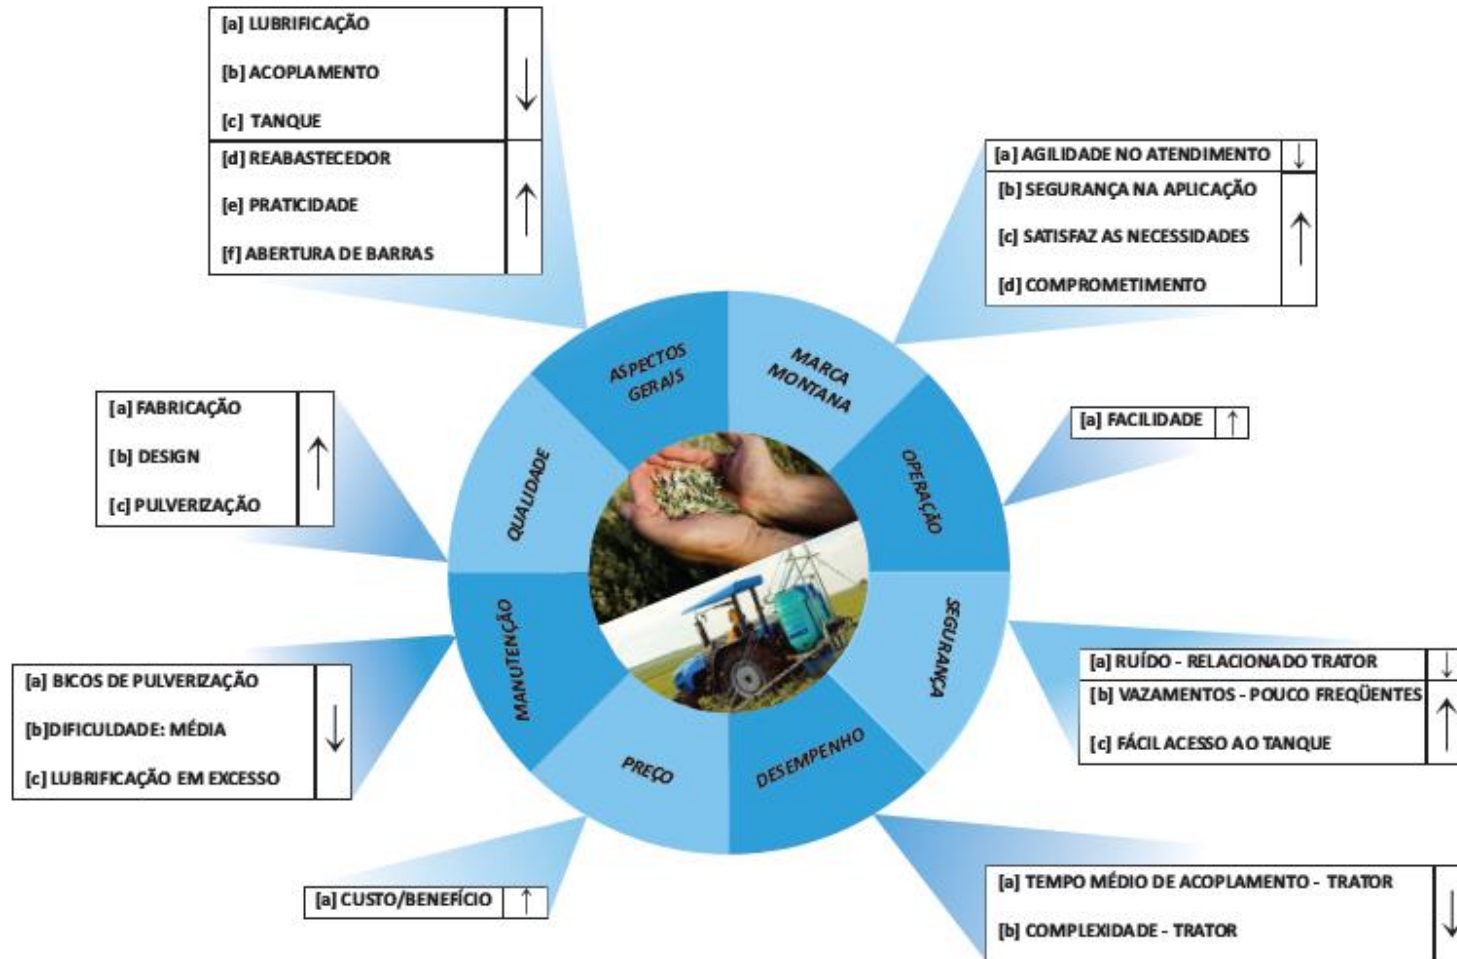 [a] LUBRIFICAÇÃO
[b] ACOPLAMENTO
[c] TANQUE
[d] REABASTECEDOR
[e] PRATICIDADE
[f] ABERTURA DE BARRAS
[a] AGILIDADE NO ATENDIMENTO
[b] SEGURANÇA NA APLICAÇÃO
[c] SATISFAZ AS NECESSIDADES
[d] COMPROMETIMENTO
ASPECTOS
GERAIS
MARCA
MONTANA
[a] FABRICAÇÃO
[b] DESIGN
[c] PULVERIZAÇÃO
QUALIDADE
OPERAÇÃO
[a] FACILIDADE
MANUTENÇÃO
SEGURANÇA
[a] BICOS DE PULVERIZAÇÃO
[b]DIFICULDADE: MÉDIA
[c] LUBRIFICAÇÃO EM EXCESSO
[a] RUÍDO - RELACIONADO TRATOR
[b] VAZAMENTOS - POUCO FREQÜENTES
[c] FÁCIL ACESSO AO TANQUE
PREÇO
DESEMPENHO
[a] CUSTO/BENEFÍCIO
[a] TEMPO MÉDIO DE ACOPLAMENTO - TRATOR
[b] COMPLEXIDADE - TRATOR